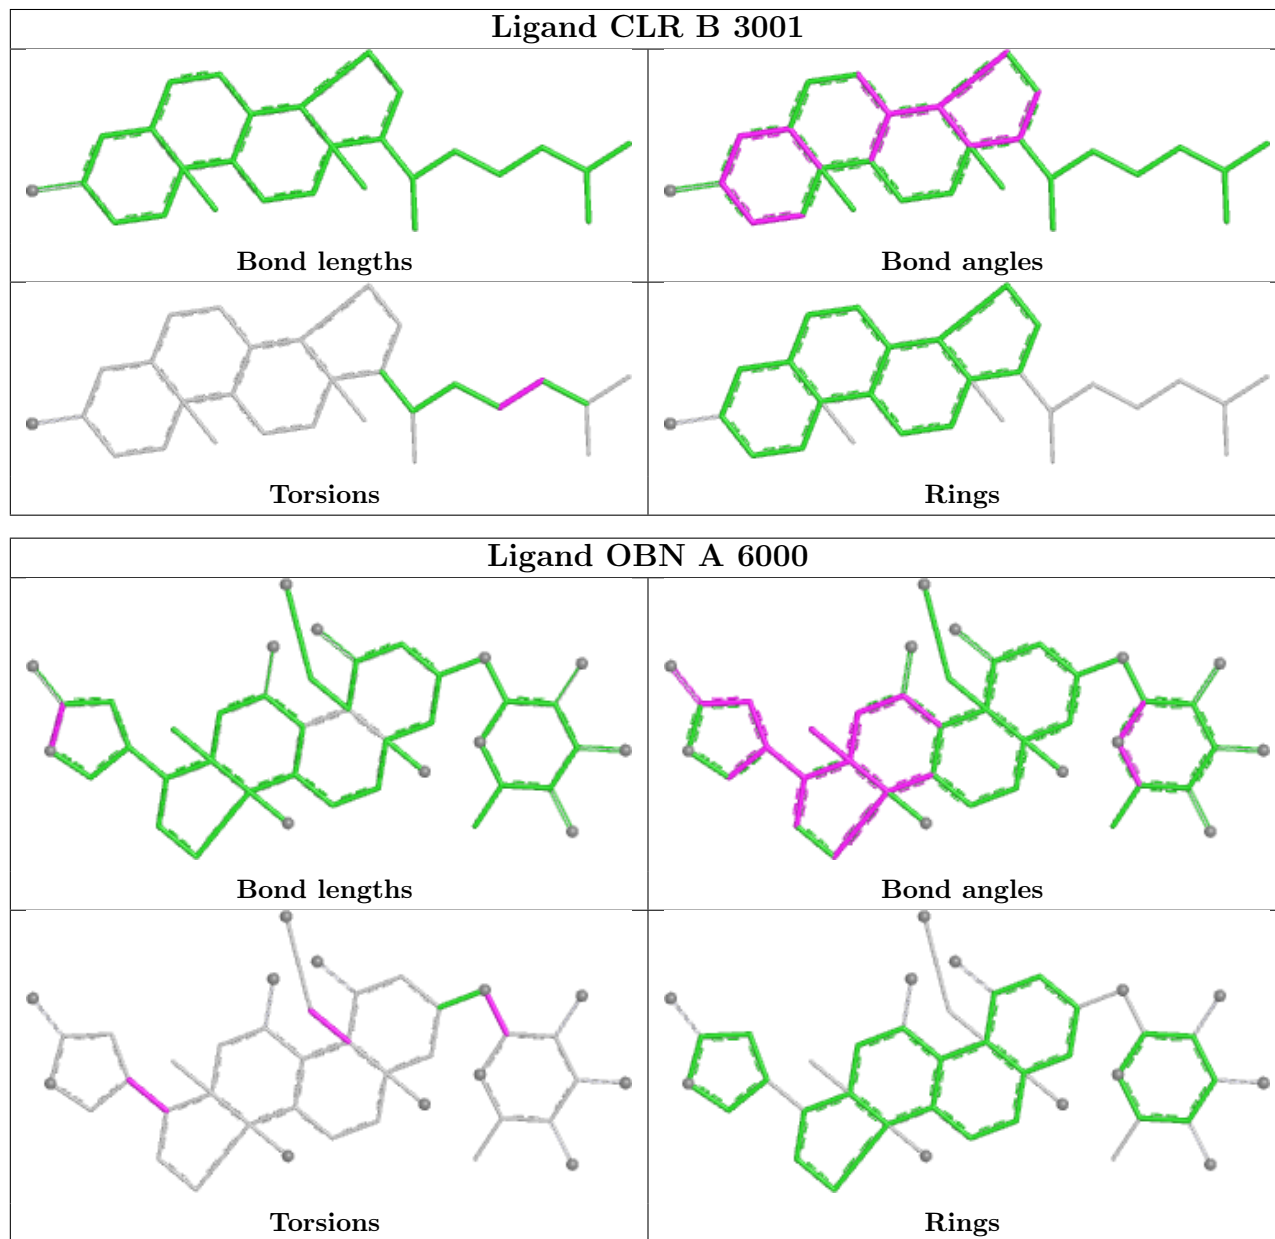 Ligand CLR B 3001
Bond lengths
Bond angles
Torsions
Rings
Ligand OBN A 6000
Bond lengths
Bond angles
Torsions
Rings